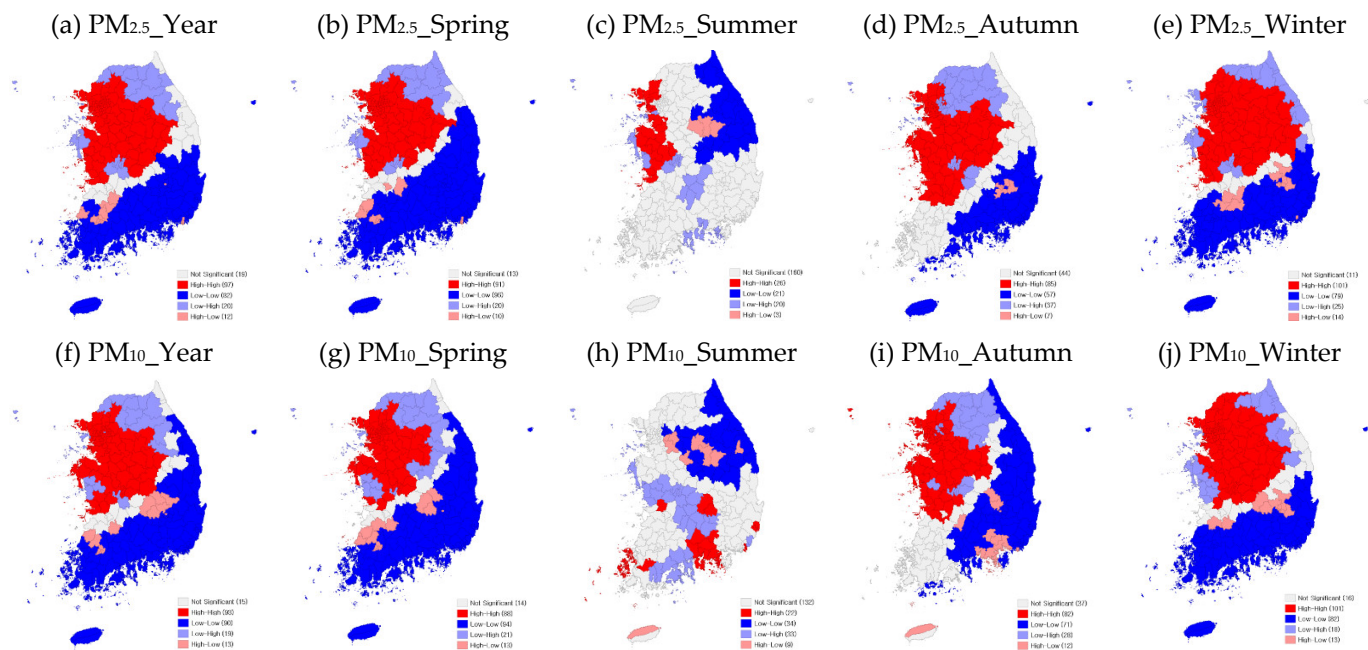 (a) PM2.5_Year
(b) PM2.5_Spring
(c) PM2.5_Summer
(d) PM2.5_Autumn
(e) PM2.5_Winter
Not Significant (19)
High-High (97)
Low-Low (82)
Low-High (20)
High-Low (12)
Not Significant (13)
High-High (91)
Low-Low (96)
Low-High (20)
High-Low (10)
Not Significant (160)
High-High (26)
Low-Low (21)
Low-High (20)
High-Low (3)
Not Significant (44)
High-High (85)
Low-Low (57)
Low-High (37)
High-Low (7)
Not Significant (11)
High-High (101)
Low-Low (79)
Low-High (25)
High-Low (14)
(f) PM10_Year
(g) PM10_Spring
(h) PM10_Summer
(i) PM10_Autumn
(j) PM10_Winter
Not Significant (15)
High-High (93)
Low-Low (90)
Low-High (19)
High-Low (13)
Not Significant (14)
High-High (88)
Low-Low (94)
Low-High (21)
High-Low (13)
Not Significant (132)
High-High (22)
Low-Low (34)
Low-High (33)
High-Low (9)
Not Significant (37)
High-High (82)
Low-Low (71)
Low-High (28)
High-Low (12)
Not Significant (16)
High-High (101)
Low-Low (82)
Low-High (18)
High-Low (13)